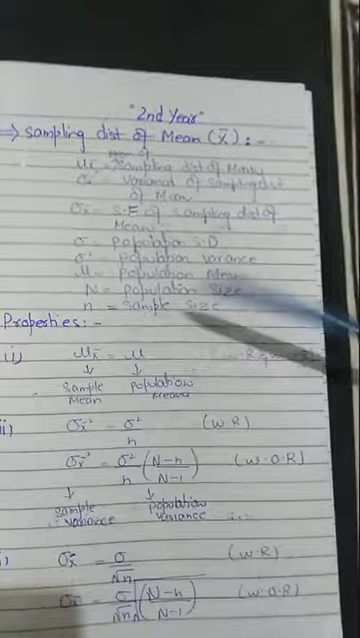 "2nd Year"
⇒ Sampling dist of Mean (X̄) : -
Mean of
μx̄ = Sampling dist of Mean
σx̄² = Variance of Sampling dist
of Mean
σx̄ = S.E of Sampling dist of
Mean
σ = Population S.D
σ² = Population variance
μ = Population Mean
N = Population Size
n = Sample Size
Properties : -
i) μx̄ = μ
↓ ↓
Sample Population
Mean Mean
ii) σx̄² = σ²/n (W.R)
σx̄² = σ²/n (N-n/N-1) (W.O.R)
↓ ↓
Sample Population
variance variance
) σx̄ = σ/√n (W.R)
σx̄ = σ/√n √(N-n/N-1) (W.O.R)